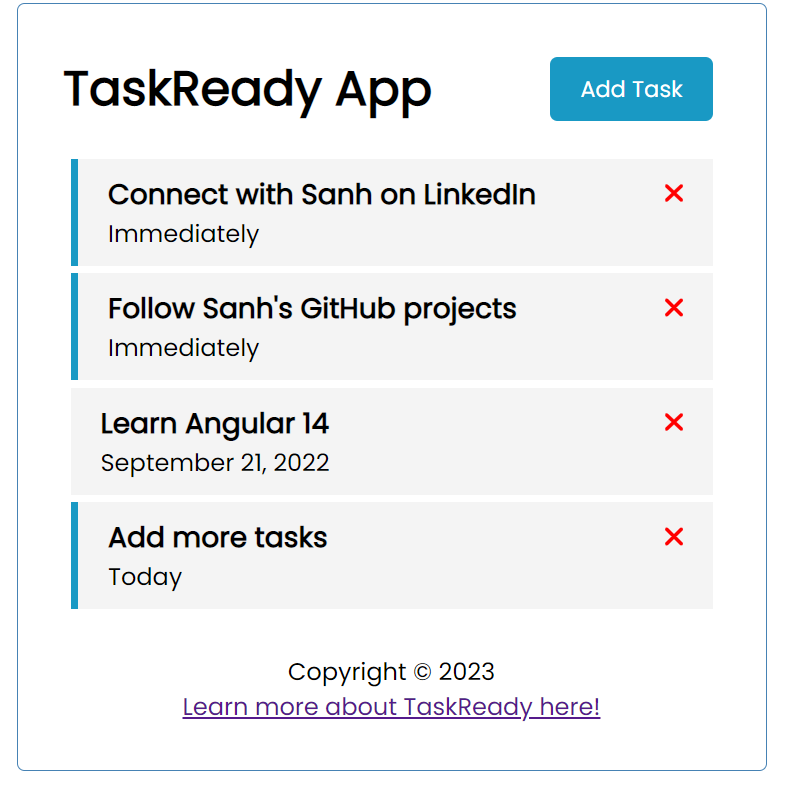 TaskReady App
Add Task
Connect with Sanh on LinkedIn
Immediately
Follow Sanh's GitHub projects
Immediately
Learn Angular 14
September 21, 2022
Add more tasks
Today
Copyright © 2023
Learn more about TaskReady here!